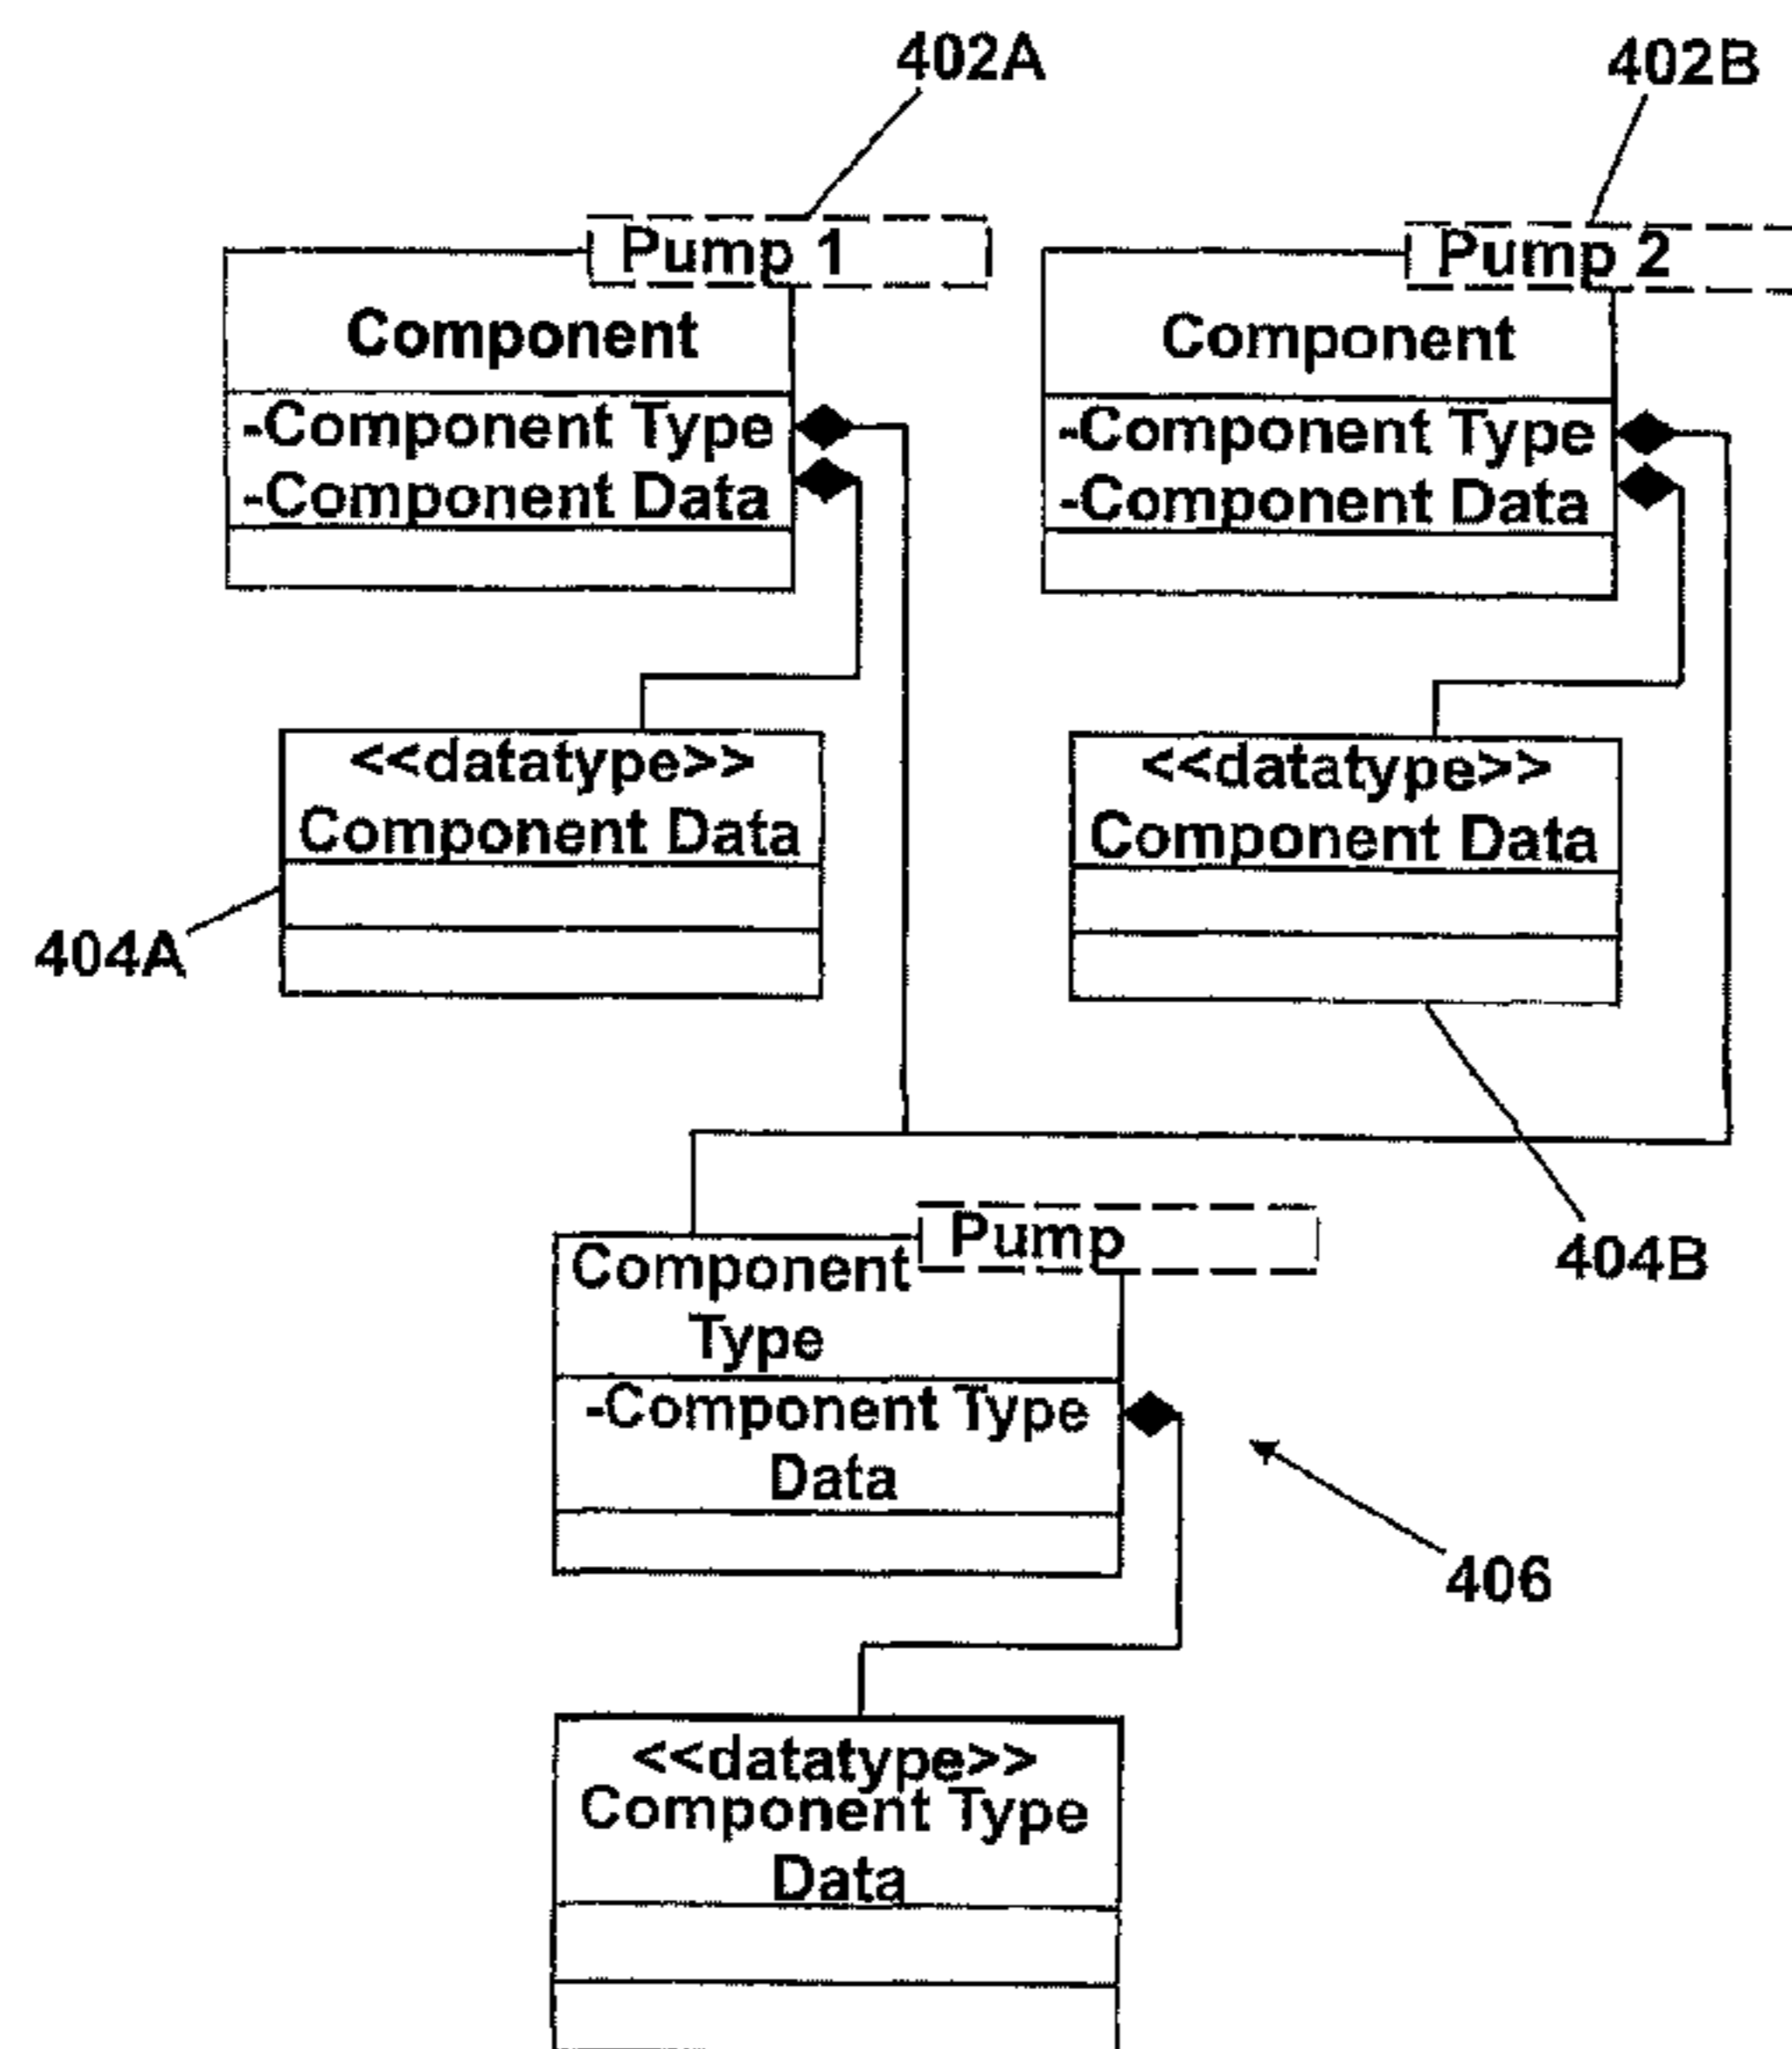 402A
402B
Pump 1
Pump 2
Component
Component
-Component Type
-Component Data
-Component Type
-Component Data
<<datatype>>
Component Data
<<datatype>>
Component Data
404A
Pump
Component
Type
404B
-Component Type
Data
406
<<datatype>>
Component Type
Data